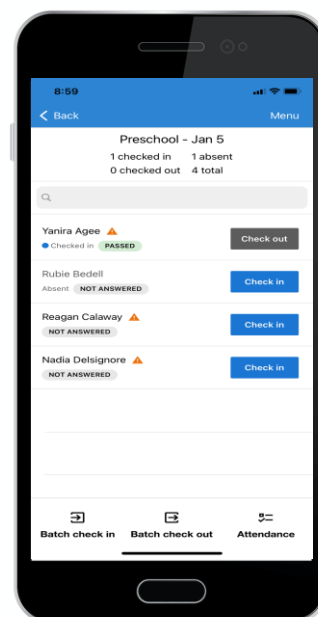 8:59
Back Menu
Preschool - Jan 5
1 checked in 1 absent
0 checked out 4 total
Yanira Agee
Checked in PASSED
Check out
Rubie Bedell
Absent NOT ANSWERED
Check in
Reagan Calaway
NOT ANSWERED
Check in
Nadia Delsignore
NOT ANSWERED
Check in
Batch check in Batch check out Attendance